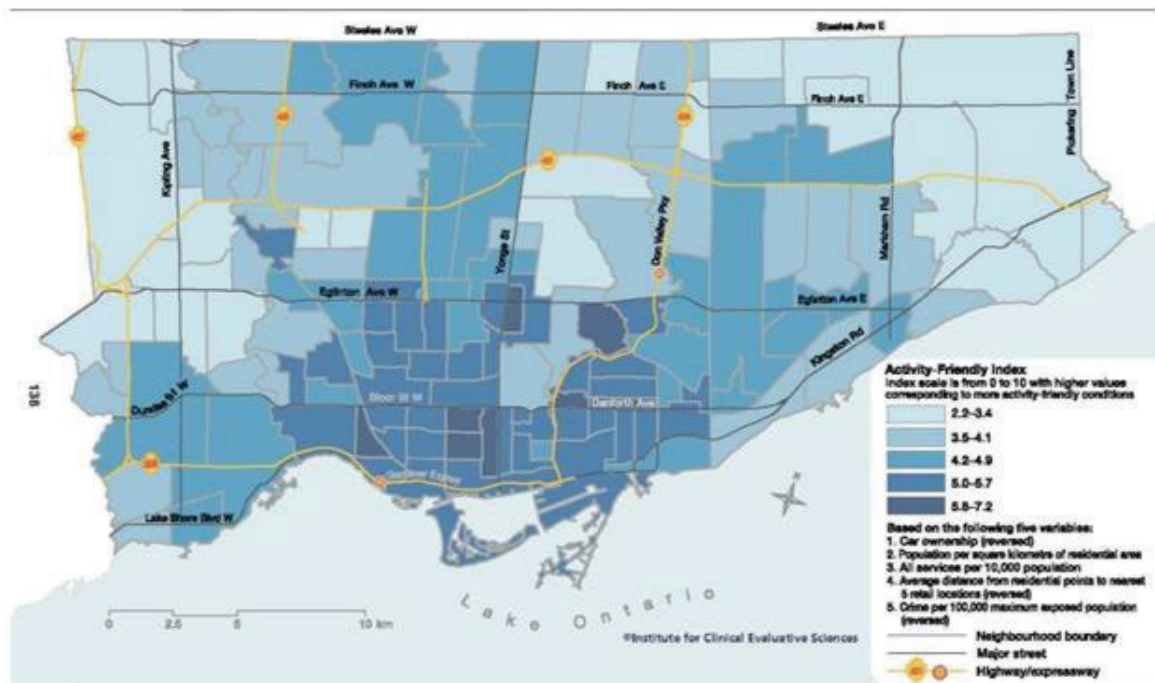 Steeles Ave W
Steeles Ave E
Finch Ave W
Finch Ave E
Finch Ave E
Pickering Town Line
Kipling Ave
Yonge St
Don Valley Pky
Markham Rd
Eglinton Ave W
Eglinton Ave E
Kingston Rd
138
Dundas St W
Bloor St W
Danforth Ave
Gardiner Expwy
Lake Shore Blvd W
Activity-Friendly Index
Index scale is from 0 to 10 with higher values
corresponding to more activity-friendly conditions
2.2–3.4
3.5–4.1
4.2–4.9
5.0–5.7
5.8–7.2
N
Based on the following five variables:
1. Car ownership (reversed)
2. Population per square kilometre of residential area
3. All services per 10,000 population
4. Average distance from residential points to nearest
5 retail locations (reversed)
5. Crime per 100,000 maximum exposed population
(reversed)
Neighbourhood boundary
Major street
Highway/expressway
Lake Ontario
0 2.5 5 10 km
©Institute for Clinical Evaluative Sciences